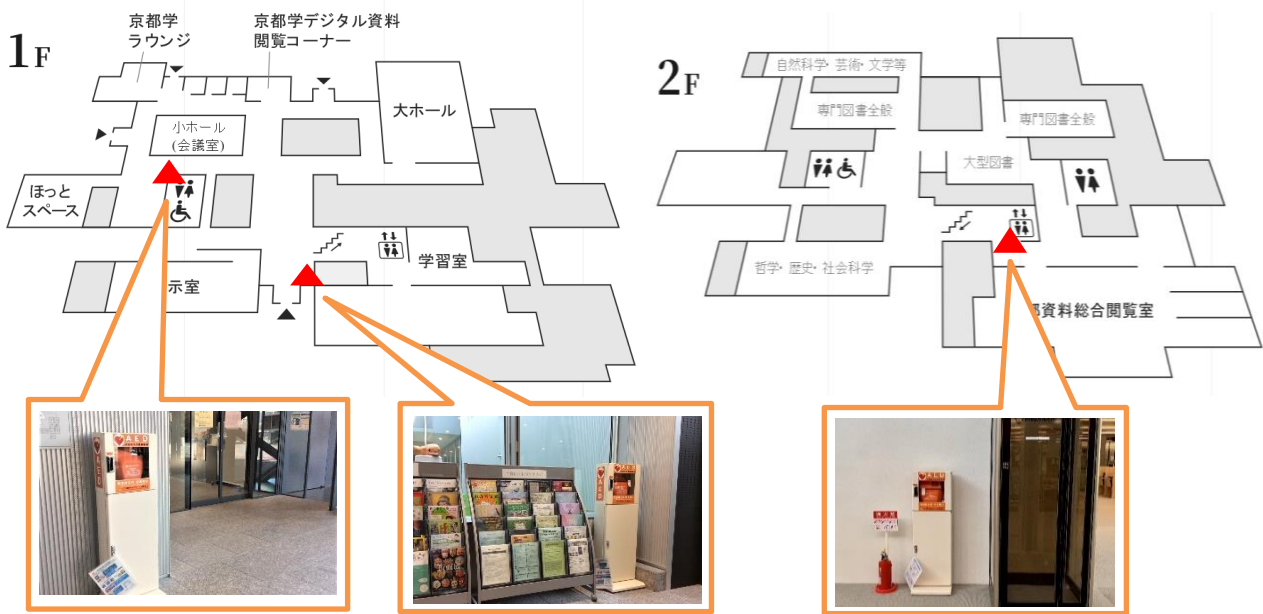 1F
京都学
ラウンジ
京都学デジタル資料
閲覧コーナー
大ホール
小ホール
(会議室)
ほっと
スペース
示室
学習室
2F
自然科学・芸術・文学等
専門図書全般
専門図書全般
大型図書
哲学・歴史・社会科学
資料総合閲覧室
AED
AED
AED